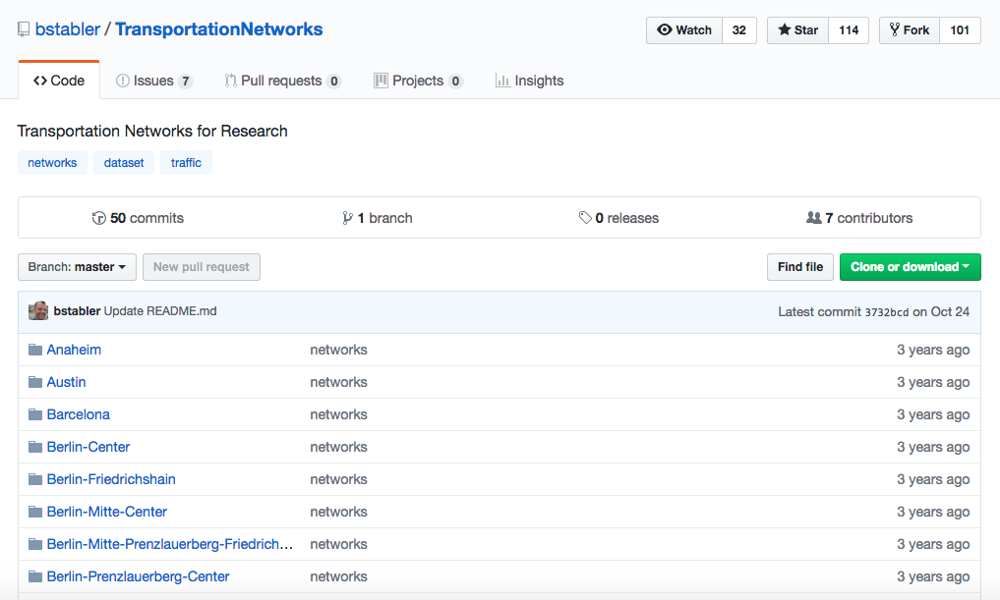 bstabler / TransportationNetworks Watch 32 Star 114 Fork 101
Code Issues 7 Pull requests 0 Projects 0 Insights
Transportation Networks for Research
networks dataset traffic
50 commits 1 branch 0 releases 7 contributors
Branch: master New pull request Find file Clone or download
bstabler Update README.md Latest commit 3732bcd on Oct 24
Anaheim networks 3 years ago
Austin networks 3 years ago
Barcelona networks 3 years ago
Berlin-Center networks 3 years ago
Berlin-Friedrichshain networks 3 years ago
Berlin-Mitte-Center networks 3 years ago
Berlin-Mitte-Prenzlauerberg-Friedrich... networks 3 years ago
Berlin-Prenzlauerberg-Center networks 3 years ago